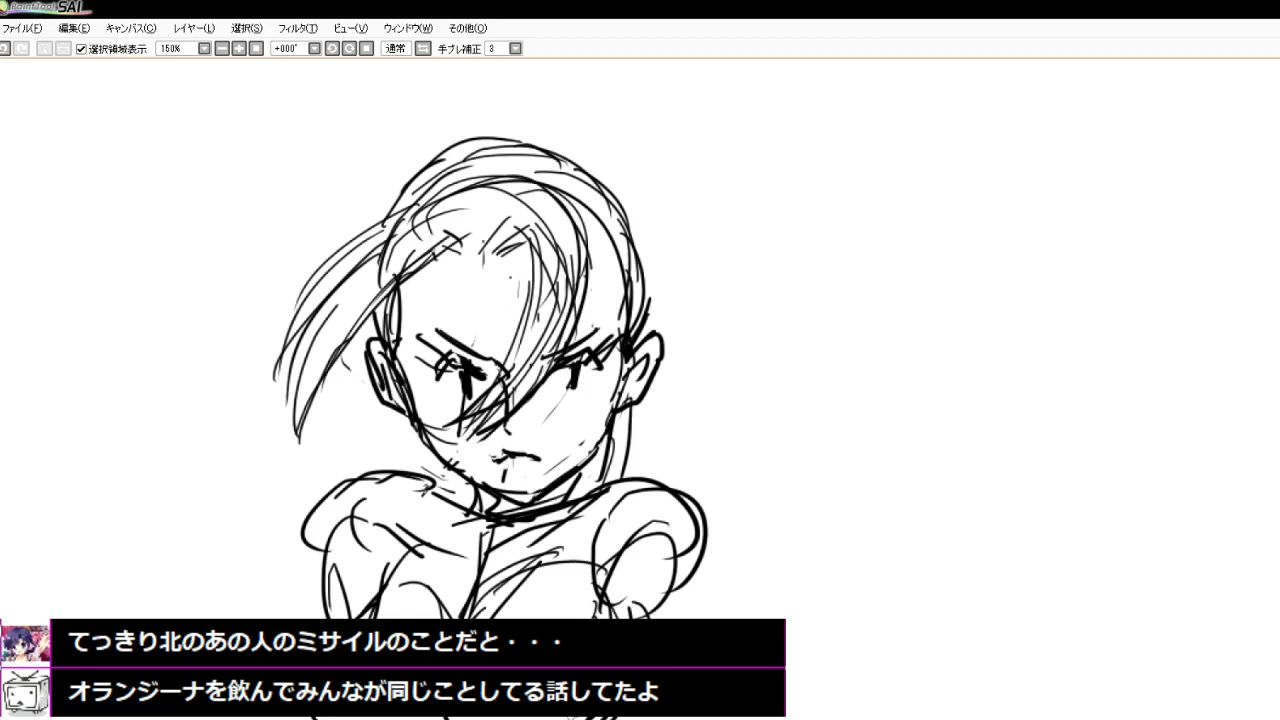 PaintTool SAI
ファイル(F) 編集(E) キャンバス(C) レイヤー(L) 選択(S) フィルタ(T) ビュー(V) ウィンドウ(W) その他(O)
選択領域表示 150% +000° 通常 手ブレ補正 3
てっきり北のあの人のミサイルのことだと・・・
オランジーナを飲んでみんなが同じことしてる話してたよ